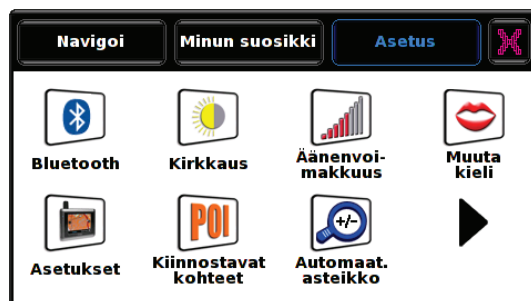 Navigoi
Minun suosikki
Asetus
Bluetooth
Kirkkaus
Äänenvoi-
makkuus
Muuta
kieli
POI
+/-
Asetukset
Kiinnostavat
kohteet
Automaat.
asteikko